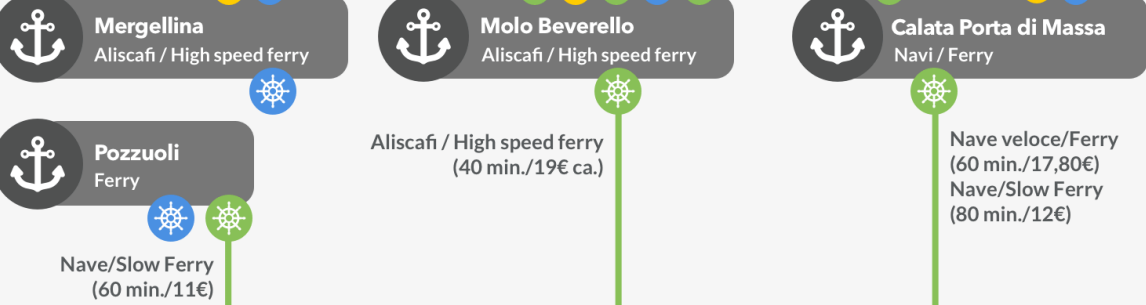 Mergellina
Aliscafi / High speed ferry
Molo Beverello
Aliscafi / High speed ferry
Calata Porta di Massa
Navi / Ferry
Pozzuoli
Ferry
Nave/Slow Ferry
(60 min./11€)
Aliscafi / High speed ferry
(40 min./19€ ca.)
Nave veloce/Ferry
(60 min./17,80€)
Nave/Slow Ferry
(80 min./12€)